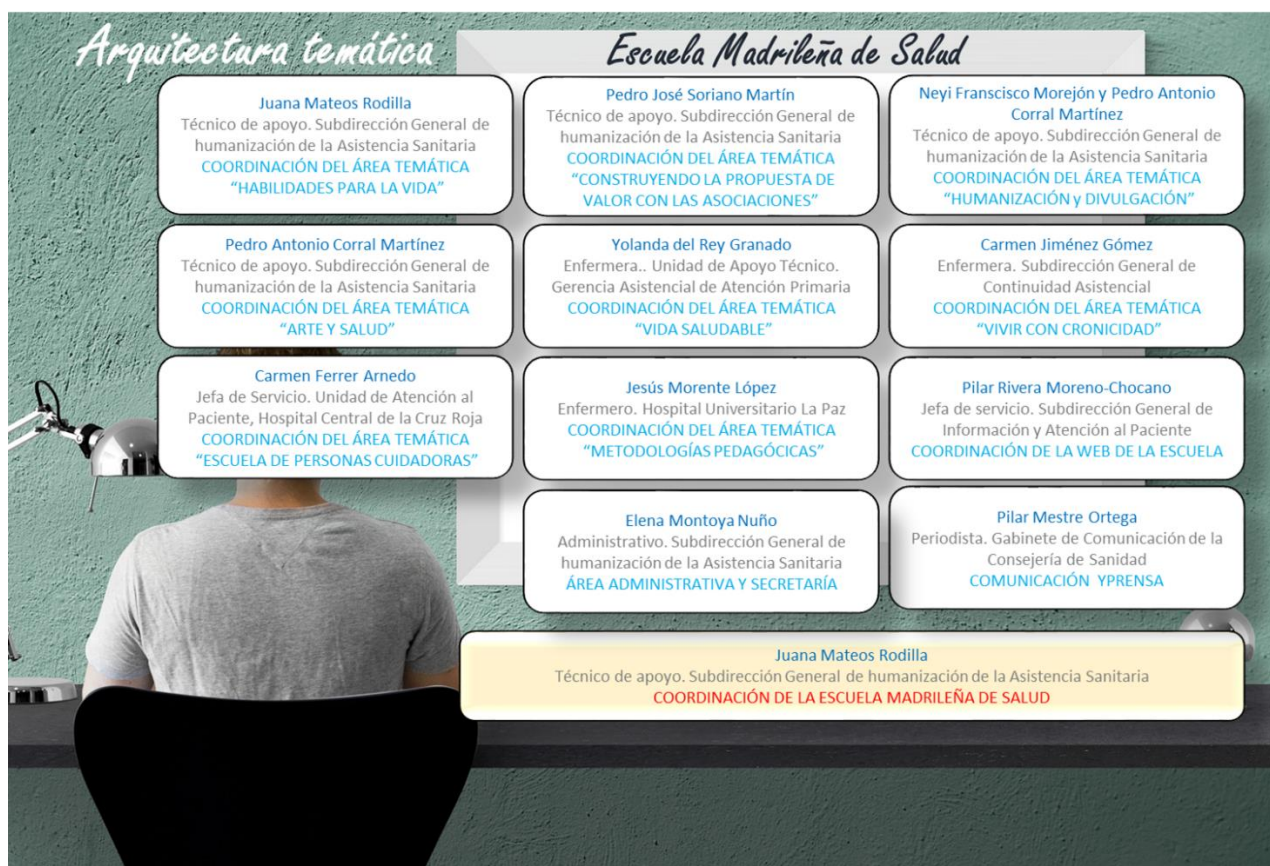 Arquitectura temática
Escuela Madrileña de Salud
Juana Mateos Rodilla
Técnico de apoyo. Subdirección General de
humanización de la Asistencia Sanitaria
COORDINACIÓN DEL ÁREA TEMÁTICA
“HABILIDADES PARA LA VIDA”
Pedro José Soriano Martín
Técnico de apoyo. Subdirección General de
humanización de la Asistencia Sanitaria
COORDINACIÓN DEL ÁREA TEMÁTICA
“CONSTRUYENDO LA PROPUESTA DE
VALOR CON LAS ASOCIACIONES”
Neyi Franscisco Morejón y Pedro Antonio
Corral Martínez
Técnico de apoyo. Subdirección General de
humanización de la Asistencia Sanitaria
COORDINACIÓN DEL ÁREA TEMÁTICA
“HUMANIZACIÓN y DIVULGACIÓN”
Pedro Antonio Corral Martínez
Técnico de apoyo. Subdirección General de
humanización de la Asistencia Sanitaria
COORDINACIÓN DEL ÁREA TEMÁTICA
“ARTE Y SALUD”
Yolanda del Rey Granado
Enfermera.. Unidad de Apoyo Técnico.
Gerencia Asistencial de Atención Primaria
COORDINACIÓN DEL ÁREA TEMÁTICA
“VIDA SALUDABLE”
Carmen Jiménez Gómez
Enfermera. Subdirección General de
Continuidad Asistencial
COORDINACIÓN DEL ÁREA TEMÁTICA
“VIVIR CON CRONICIDAD”
Carmen Ferrer Arnedo
Jefa de Servicio. Unidad de Atención al
Paciente, Hospital Central de la Cruz Roja
COORDINACIÓN DEL ÁREA TEMÁTICA
“ESCUELA DE PERSONAS CUIDADORAS”
Jesús Morente López
Enfermero. Hospital Universitario La Paz
COORDINACIÓN DEL ÁREA TEMÁTICA
“METODOLOGÍAS PEDAGÓCICAS”
Pilar Rivera Moreno-Chocano
Jefa de servicio. Subdirección General de
Información y Atención al Paciente
COORDINACIÓN DE LA WEB DE LA ESCUELA
Elena Montoya Nuño
Administrativo. Subdirección General de
humanización de la Asistencia Sanitaria
ÁREA ADMINISTRATIVA Y SECRETARÍA
Pilar Mestre Ortega
Periodista. Gabinete de Comunicación de la
Consejería de Sanidad
COMUNICACIÓN YPRENSA
Juana Mateos Rodilla
Técnico de apoyo. Subdirección General de humanización de la Asistencia Sanitaria
COORDINACIÓN DE LA ESCUELA MADRILEÑA DE SALUD